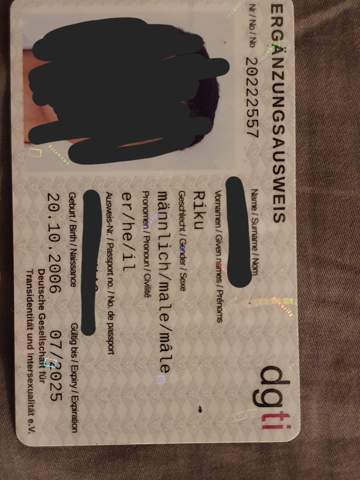 ERGÄNZUNGSAUSWEIS
dgti
Nr / No / No 20222557
Name / Surname / Nom
Vornamen / Given names / Prénoms
Riku
Geschlecht / Gender / Sexe
männlich/male/mâle
Pronomen / Pronoun / Civilité
er/he/il
Ausweis-Nr. / Passport no. / No. de passport
Geburt / Birth / Naissance
20.10.2006
Gültig bis / Expiry / Expiration
07/2025
Deutsche Gesellschaft für
Transidentität und Intersexualität e.V.